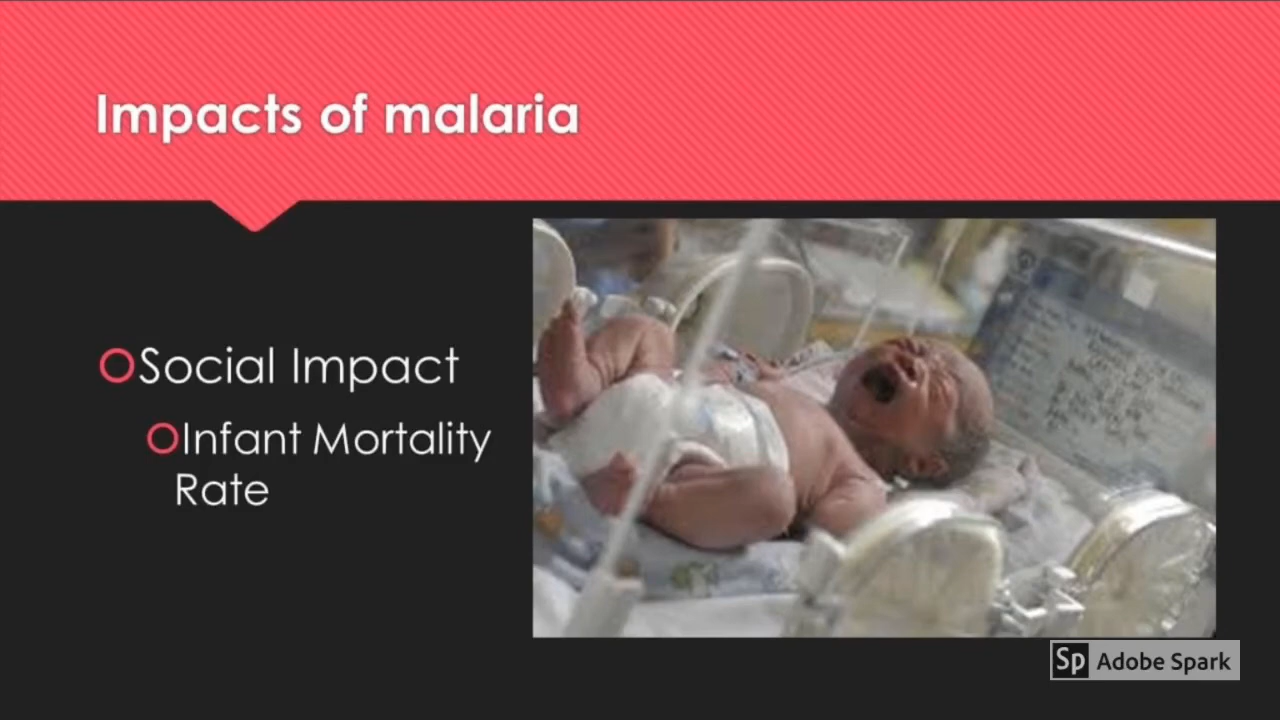 Impacts of malaria
Social Impact
Infant Mortality
Rate
Sp Adobe Spark